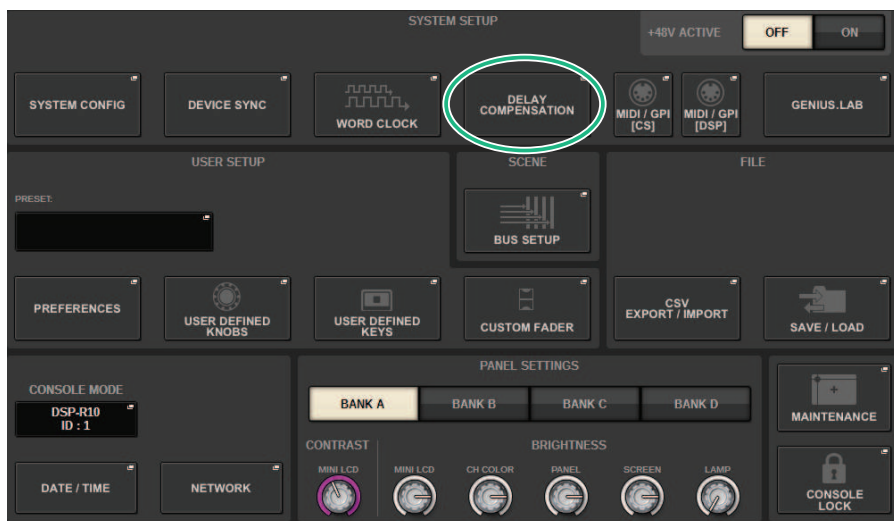 SYSTEM SETUP
+48V ACTIVE
OFF
ON
SYSTEM CONFIG
DEVICE SYNC
WORD CLOCK
DELAY
COMPENSATION
MIDI / GPI
[CS]
MIDI / GPI
[DSP]
GENIUS.LAB
USER SETUP
SCENE
FILE
PRESET:
BUS SETUP
PREFERENCES
USER DEFINED
KNOBS
USER DEFINED
KEYS
CUSTOM FADER
CSV
EXPORT / IMPORT
SAVE / LOAD
CONSOLE MODE
DSP-R10
ID : 1
DATE / TIME
NETWORK
PANEL SETTINGS
BANK A
BANK B
BANK C
BANK D
CONTRAST
BRIGHTNESS
MINI LCD
MINI LCD
CH COLOR
PANEL
SCREEN
LAMP
MAINTENANCE
CONSOLE
LOCK